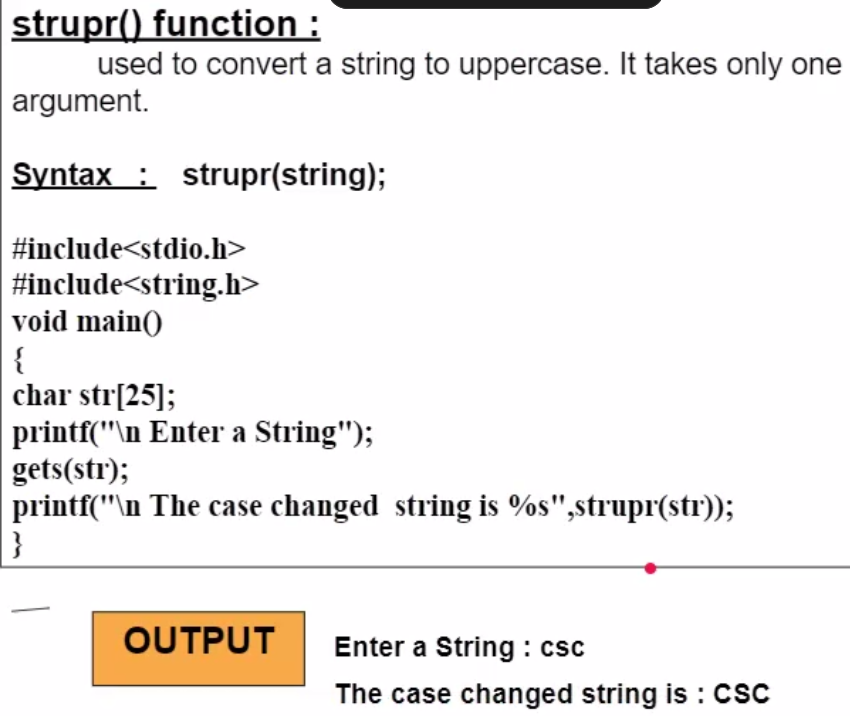 strupr() function :
used to convert a string to uppercase. It takes only one
argument.
Syntax : strupr(string);
#include<stdio.h>
#include<string.h>
void main()
{
char str[25];
printf("\n Enter a String");
gets(str);
printf("\n The case changed  string is %s",strupr(str));
}
OUTPUT
Enter a String : csc
The case changed string is : CSC